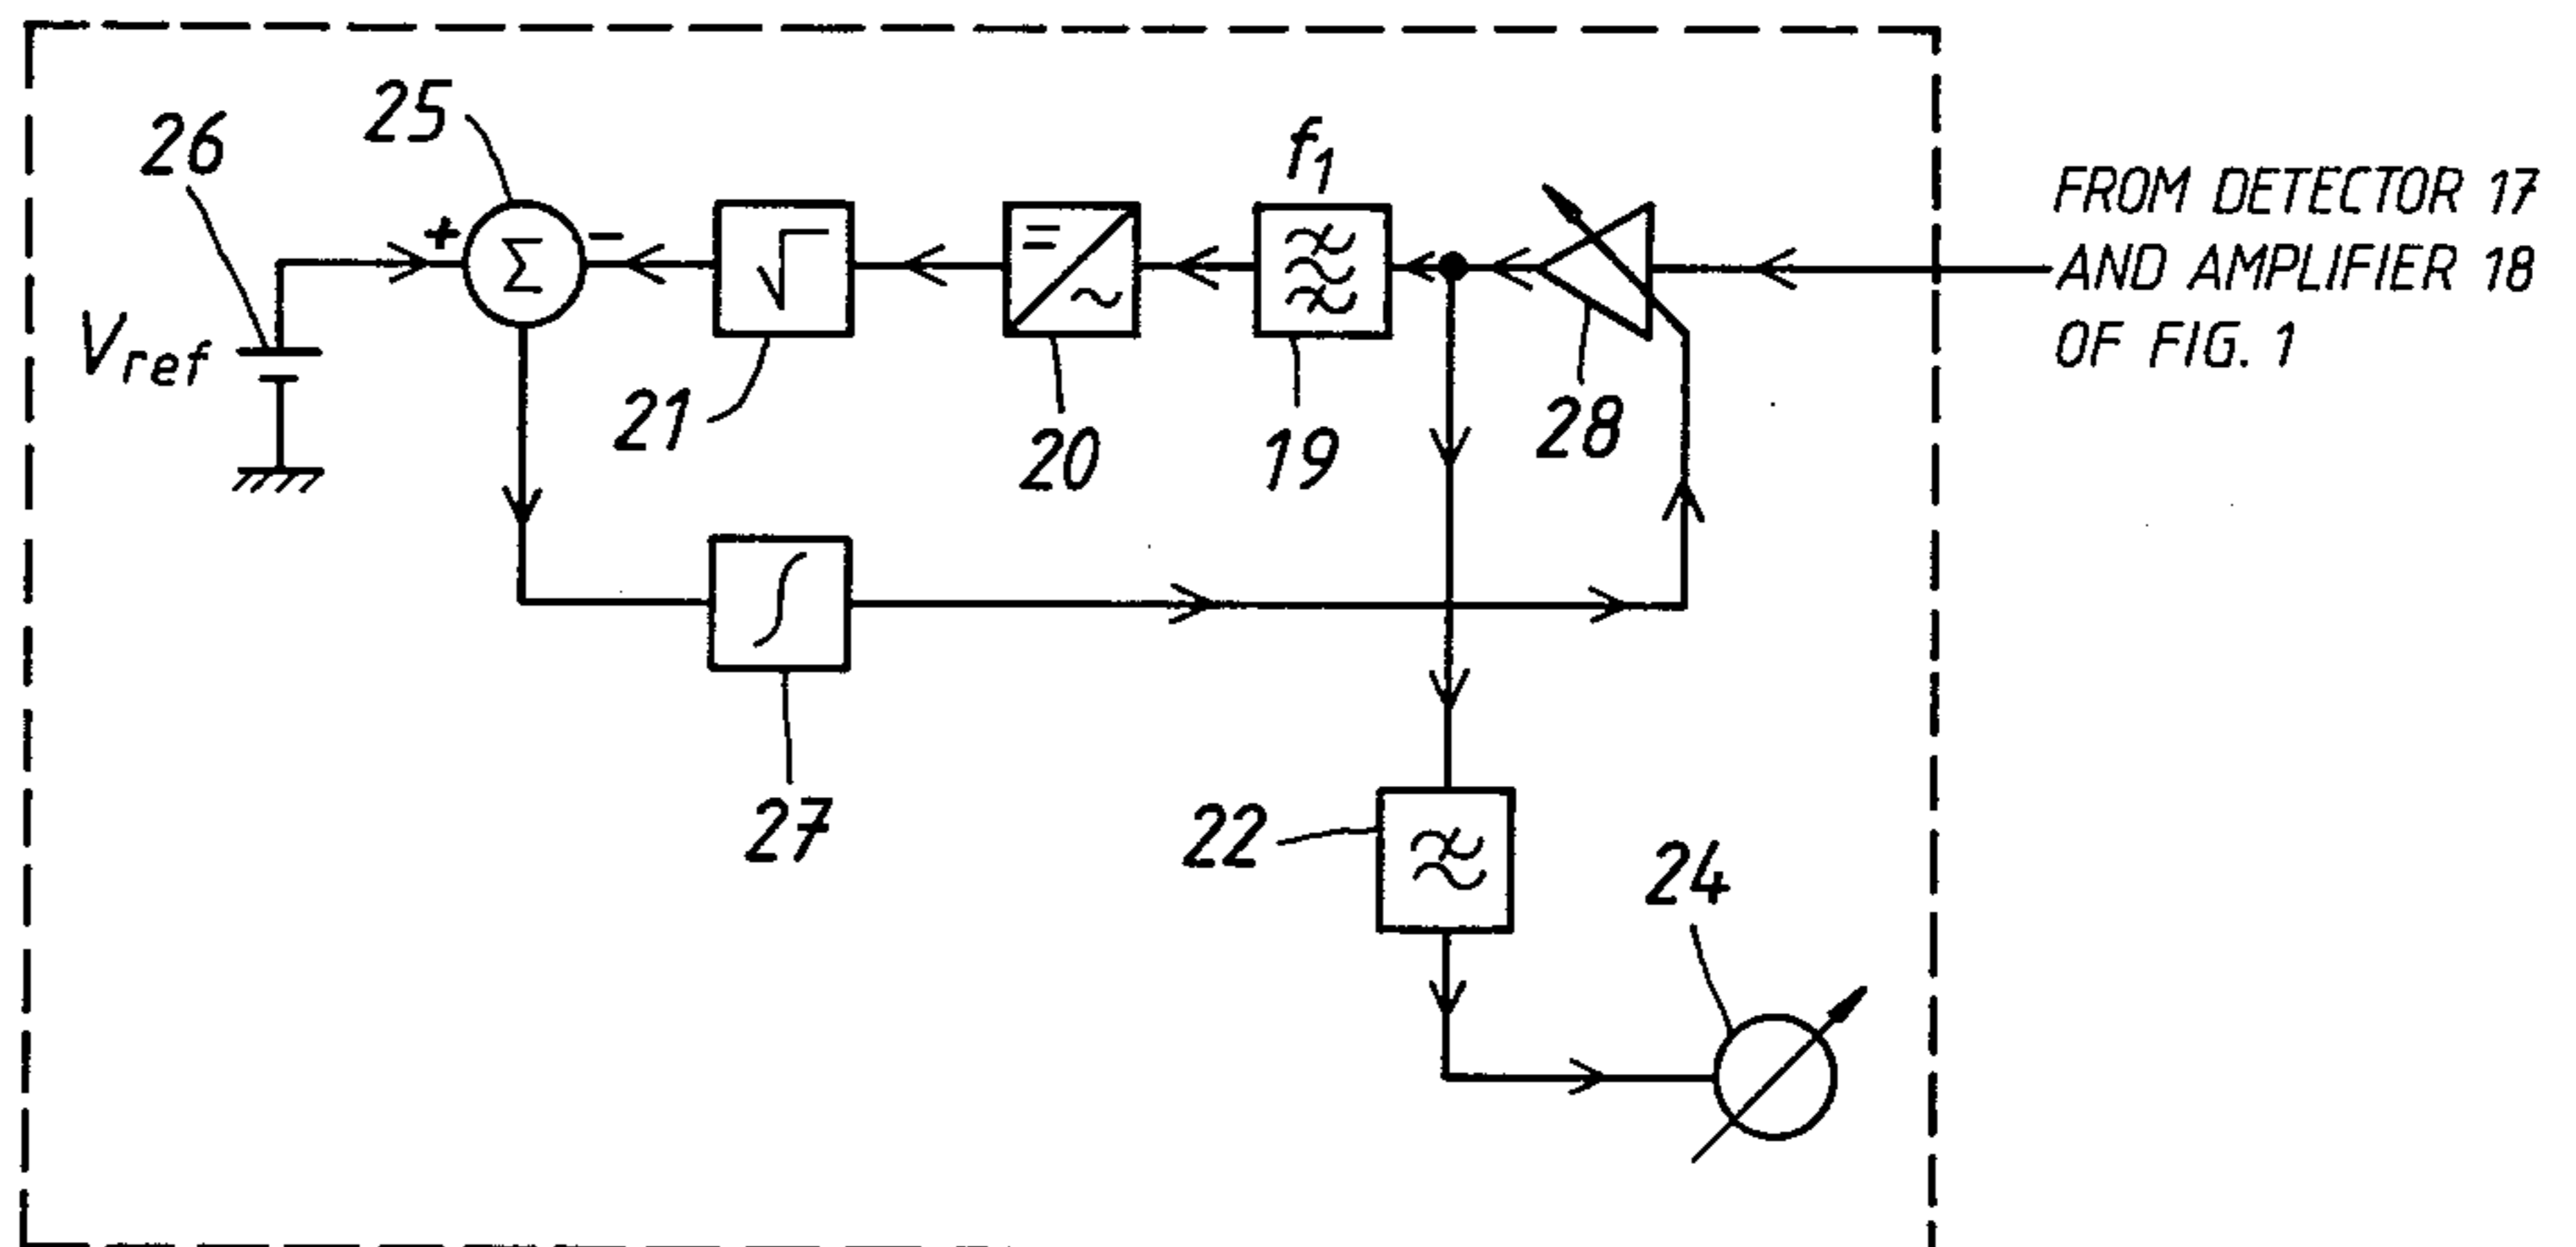 25
26
+
Σ
−
f1
FROM DETECTOR 17
AND AMPLIFIER 18
OF FIG. 1
Vref
21
20
19
28
27
22
24